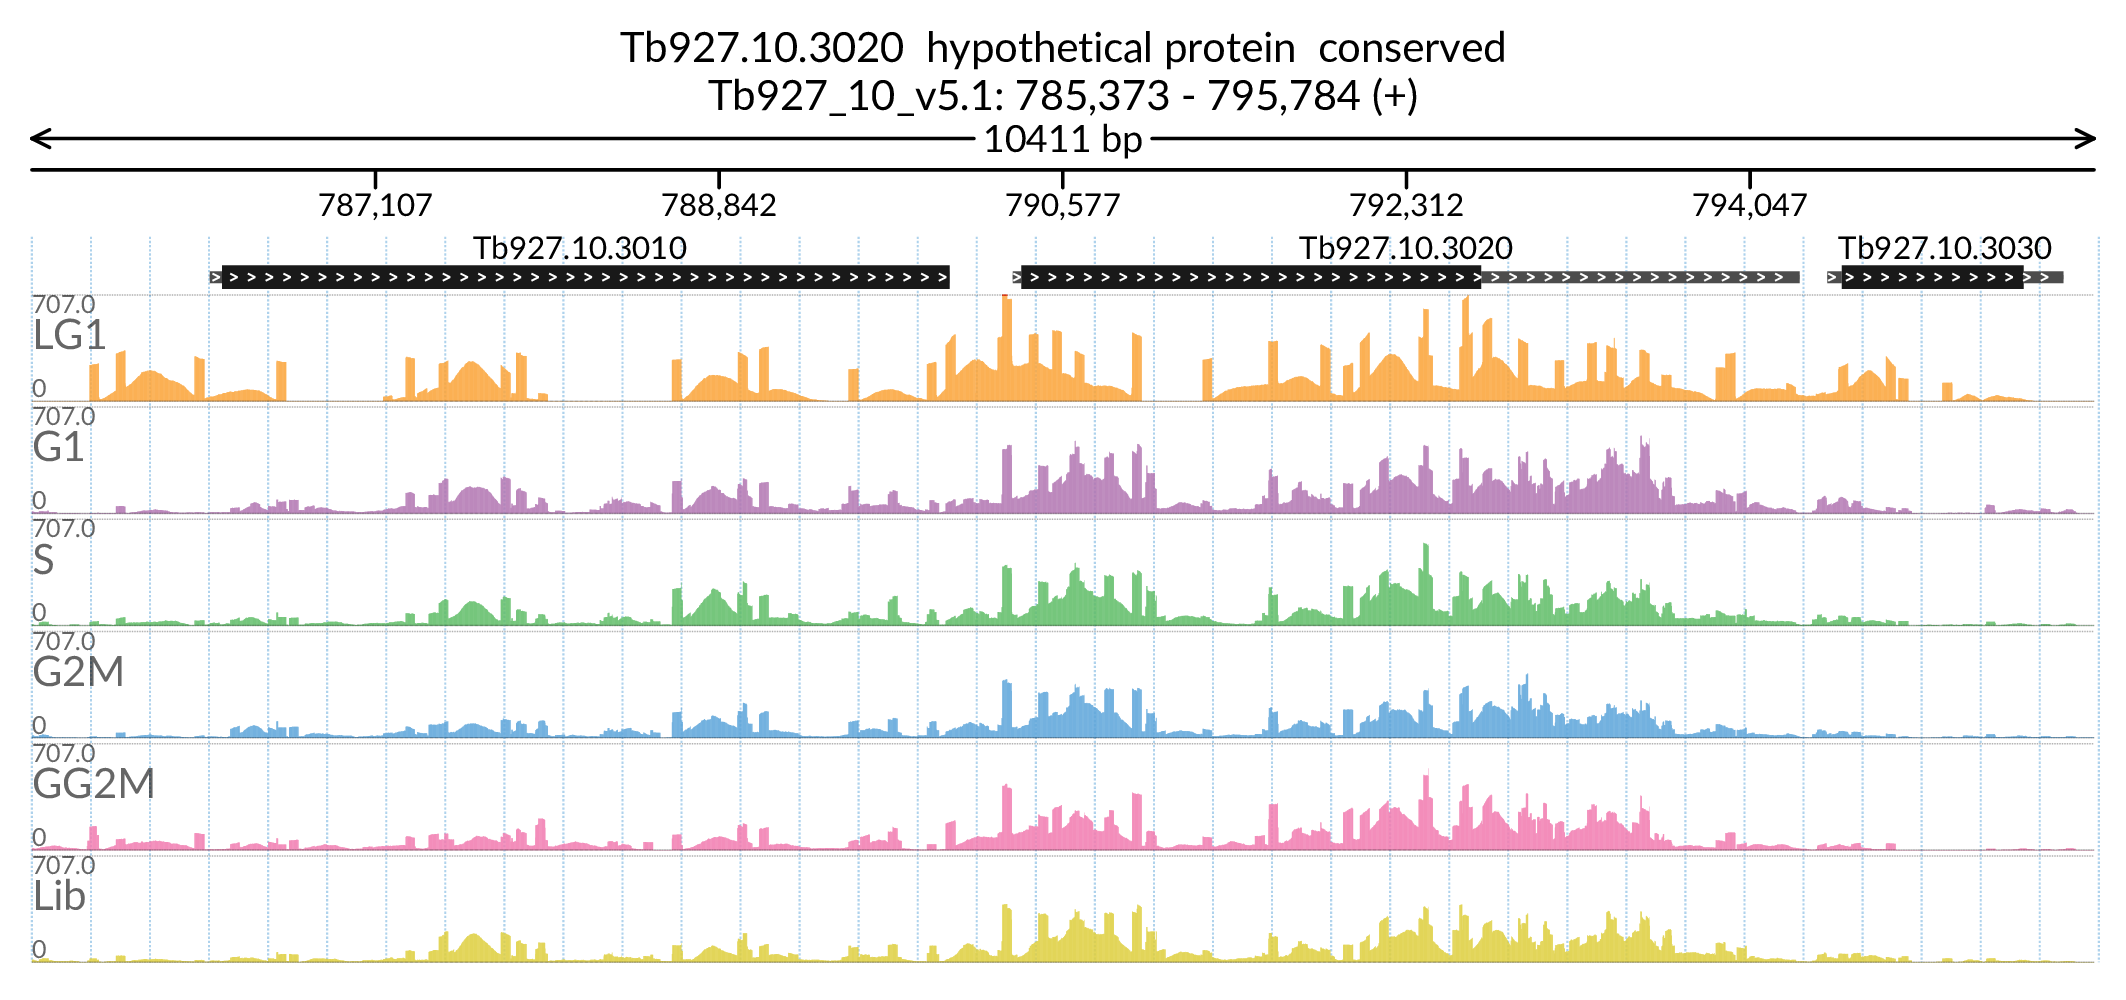 Tb927.10.3020  hypothetical protein  conserved
Tb927_10_v5.1: 785,373 - 795,784 (+)
10411 bp
787,107 788,842 790,577 792,312 794,047
Tb927.10.3010 Tb927.10.3020 Tb927.10.3030
707.0
LG1
0
707.0
G1
0
707.0
S
0
707.0
G2M
0
707.0
GG2M
0
707.0
Lib
0